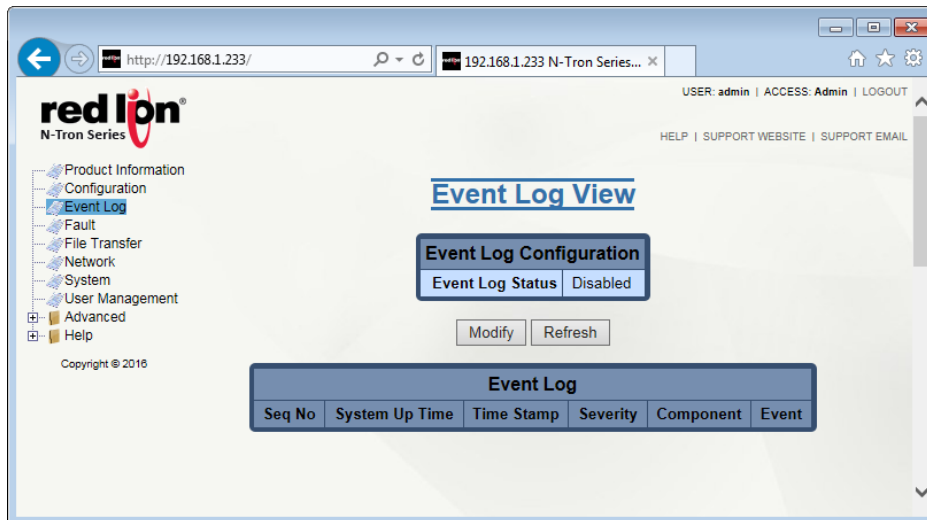 http://192.168.1.233/
192.168.1.233 N-Tron Series...
USER: admin | ACCESS: Admin | LOGOUT
red lion®
N-Tron Series
HELP | SUPPORT WEBSITE | SUPPORT EMAIL
Product Information
Configuration
Event Log
Fault
File Transfer
Network
System
User Management
Advanced
Help
Copyright © 2016
Event Log View
Event Log Configuration
Event Log Status Disabled
Modify Refresh
Event Log
Seq No System Up Time Time Stamp Severity Component Event